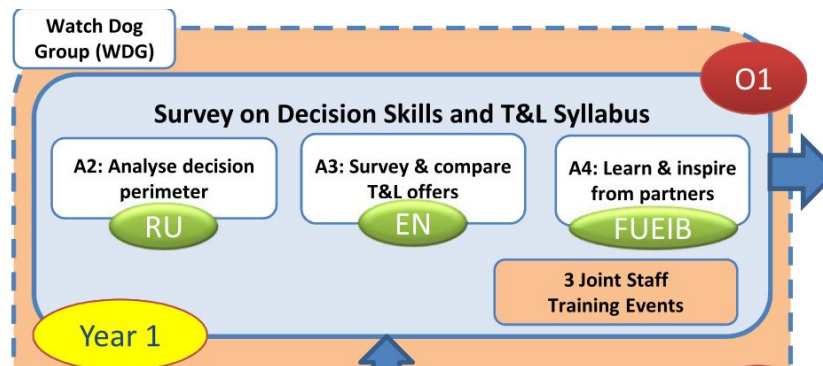 Watch Dog
Group (WDG)
O1
Survey on Decision Skills and T&L Syllabus
A2: Analyse decision
perimeter
RU
A3: Survey & compare
T&L offers
EN
A4: Learn & inspire
from partners
FUEIB
3 Joint Staff
Training Events
Year 1